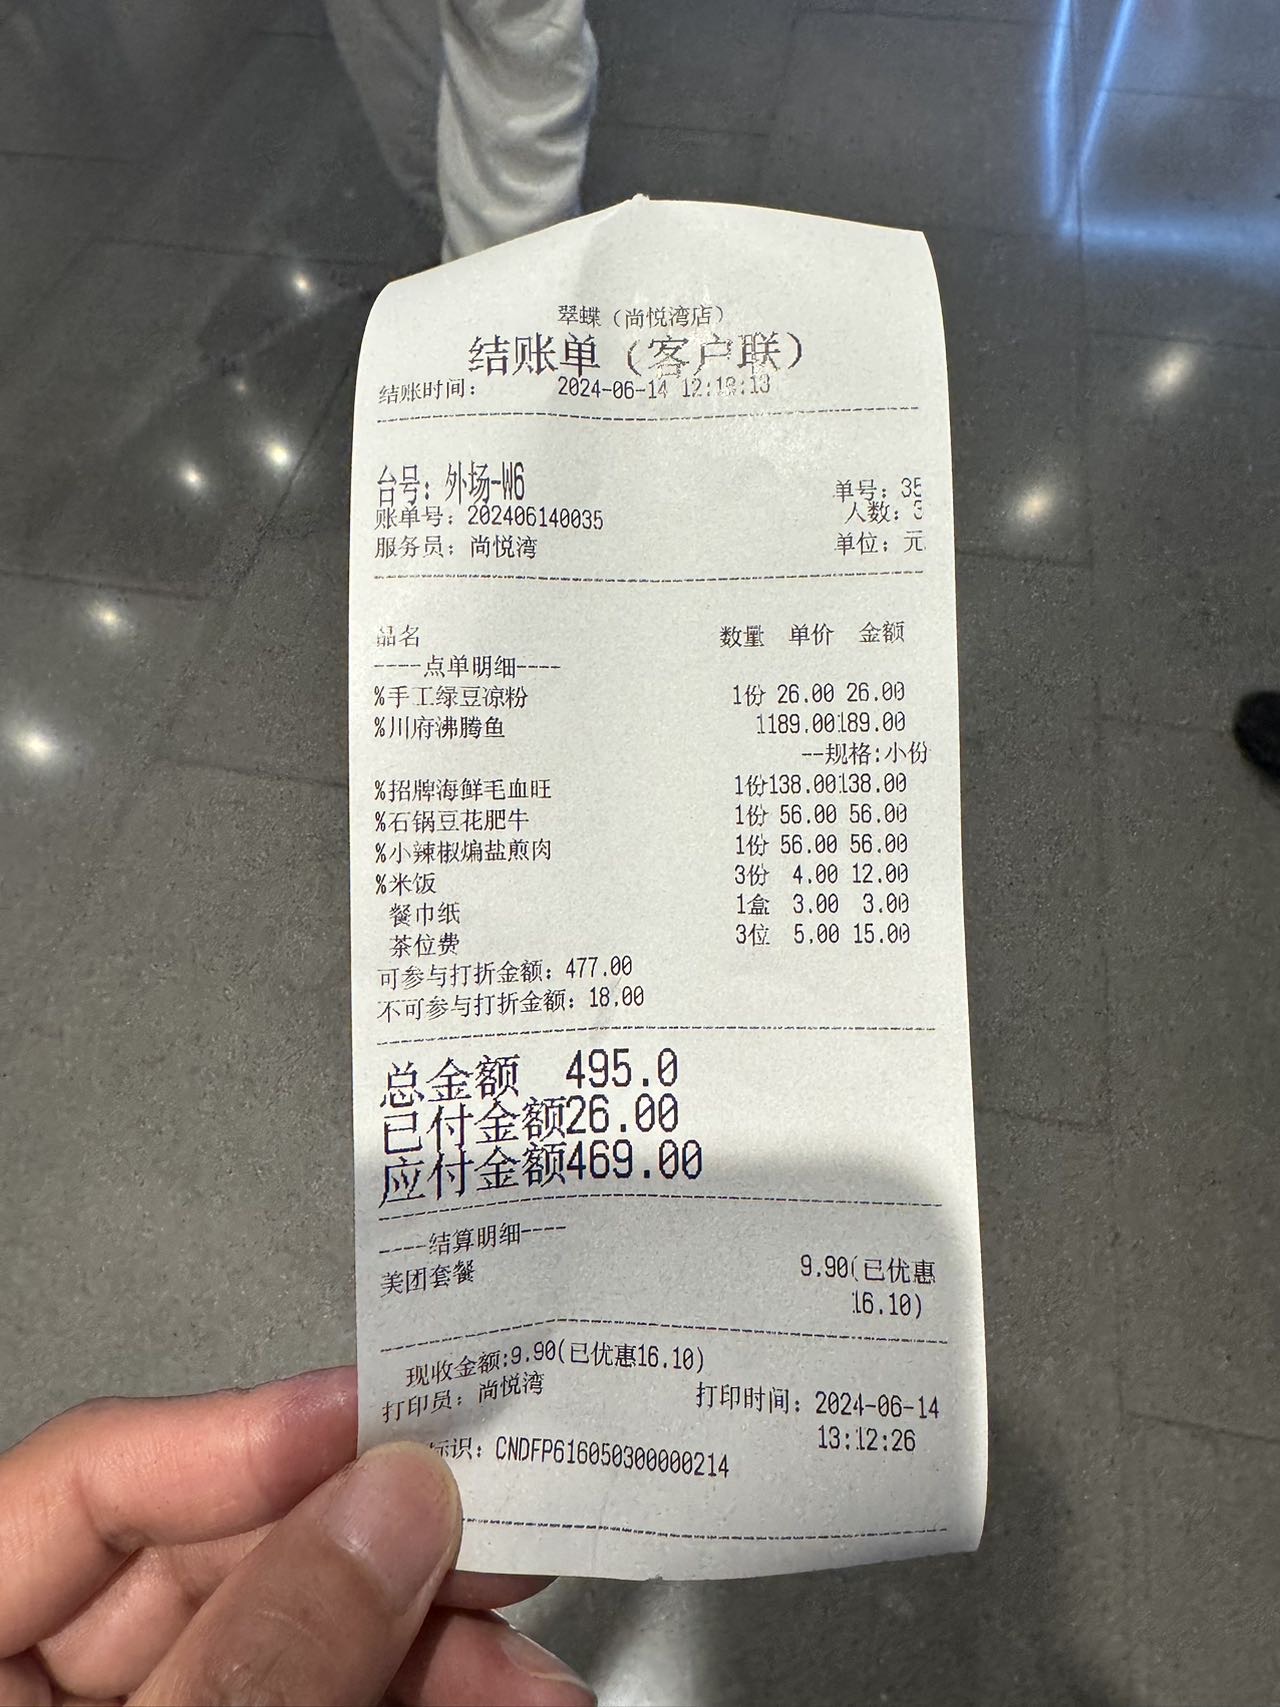 翠蝶（尚悦湾店）
结账单（客户联）
结账时间： 2024-06-14 12:18:13
台号：外场-W6
单号：35
账单号：202406140035
人数：3
服务员：尚悦湾
单位：元
品名 数量 单价 金额
----点单明细----
%手工绿豆凉粉 1份 26.00 26.00
%川府沸腾鱼 1189.00189.00
--规格:小份
%招牌海鲜毛血旺 1份138.00138.00
%石锅豆花肥牛 1份 56.00 56.00
%小辣椒煸盐煎肉 1份 56.00 56.00
%米饭 3份 4.00 12.00
餐巾纸 1盒 3.00 3.00
茶位费 3位 5.00 15.00
可参与打折金额：477.00
不可参与打折金额：18.00
总金额 495.0
已付金额26.00
应付金额469.00
----结算明细----
美团套餐 9.90(已优惠
16.10)
现收金额:9.90(已优惠16.10)
打印员：尚悦湾 打印时间：2024-06-14
13:12:26
标识：CNDFP616050300000214